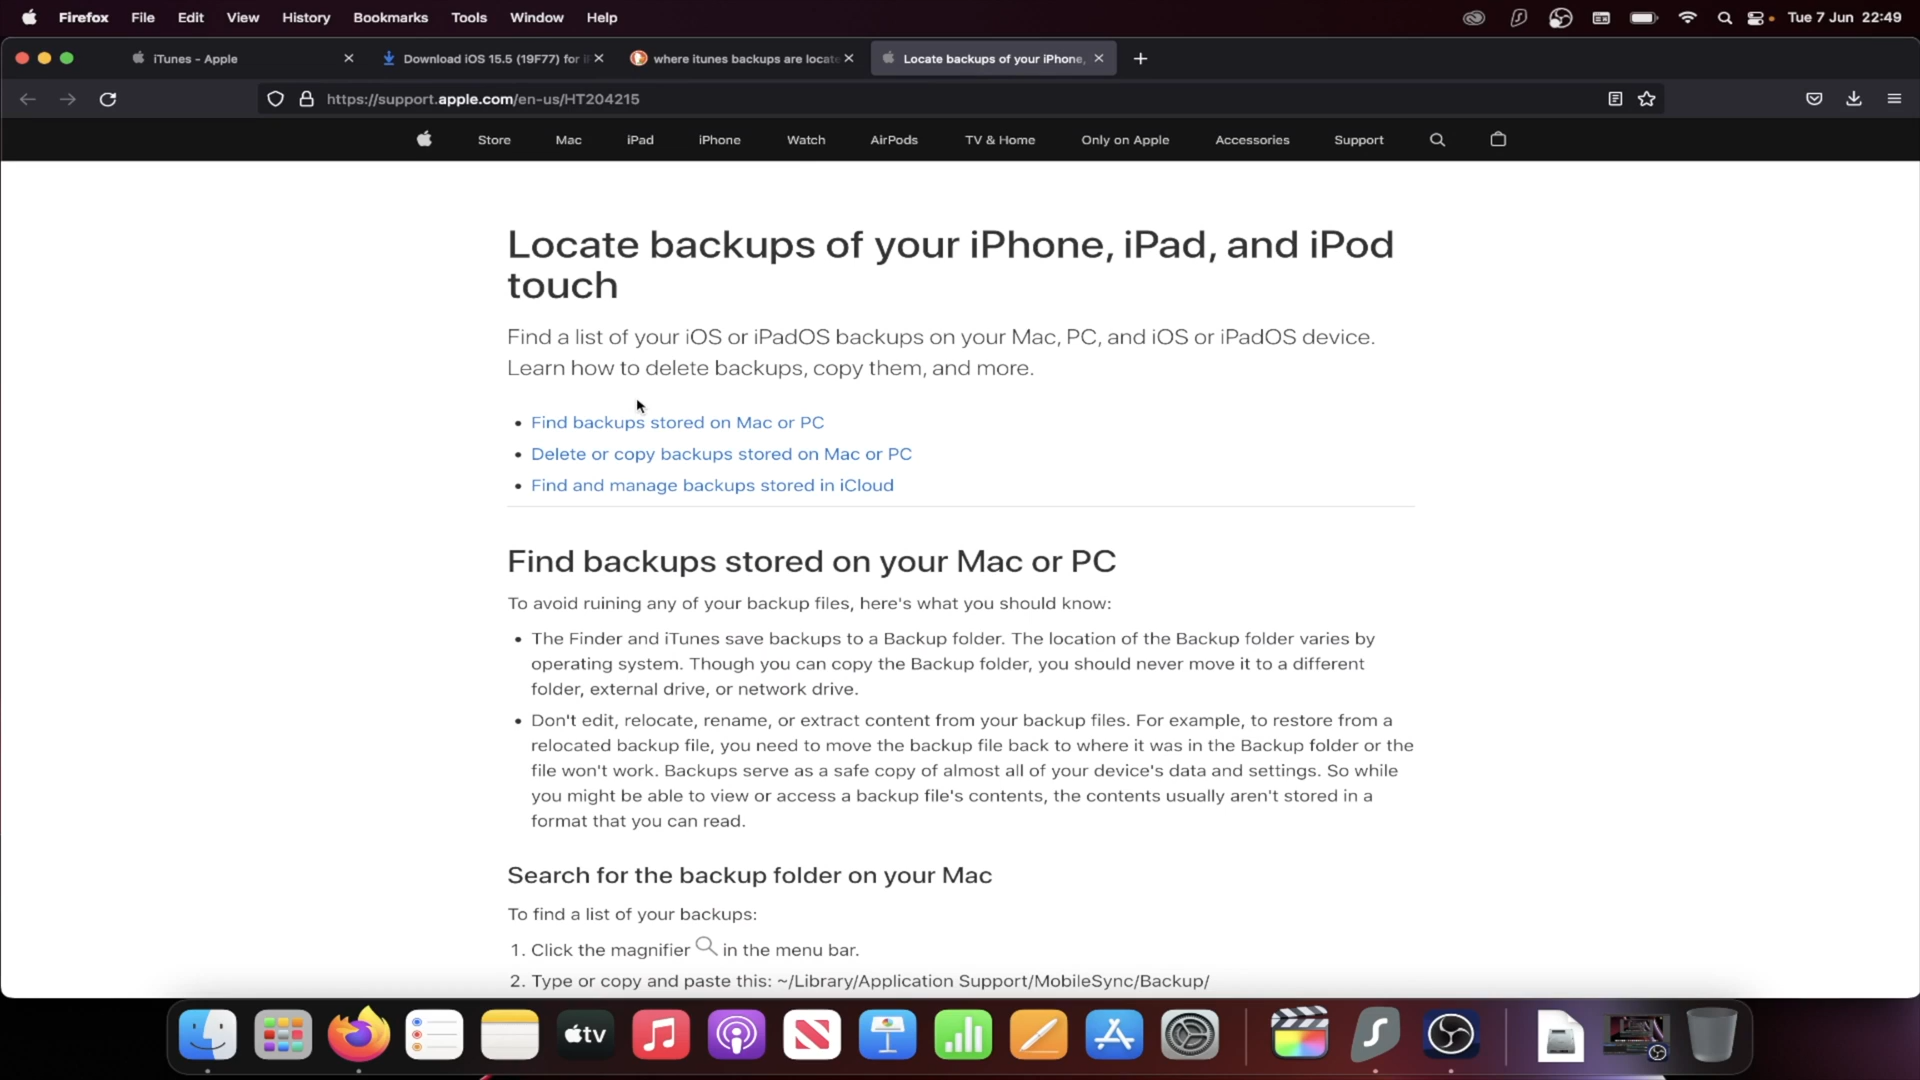 Firefox File Edit View History Bookmarks Tools Window Help Tue 7 Jun 22:49
iTunes - Apple Download iOS 15.5 (19F77) for where itunes backups are locate Locate backups of your iPhone,
https://support.apple.com/en-us/HT204215
Store Mac iPad iPhone Watch AirPods TV & Home Only on Apple Accessories Support
Locate backups of your iPhone, iPad, and iPod
touch
Find a list of your iOS or iPadOS backups on your Mac, PC, and iOS or iPadOS device.
Learn how to delete backups, copy them, and more.
• Find backups stored on Mac or PC
• Delete or copy backups stored on Mac or PC
• Find and manage backups stored in iCloud
Find backups stored on your Mac or PC
To avoid ruining any of your backup files, here's what you should know:
• The Finder and iTunes save backups to a Backup folder. The location of the Backup folder varies by
operating system. Though you can copy the Backup folder, you should never move it to a different
folder, external drive, or network drive.
• Don't edit, relocate, rename, or extract content from your backup files. For example, to restore from a
relocated backup file, you need to move the backup file back to where it was in the Backup folder or the
file won't work. Backups serve as a safe copy of almost all of your device's data and settings. So while
you might be able to view or access a backup file's contents, the contents usually aren't stored in a
format that you can read.
Search for the backup folder on your Mac
To find a list of your backups:
1. Click the magnifier in the menu bar.
2. Type or copy and paste this: ~/Library/Application Support/MobileSync/Backup/
tv